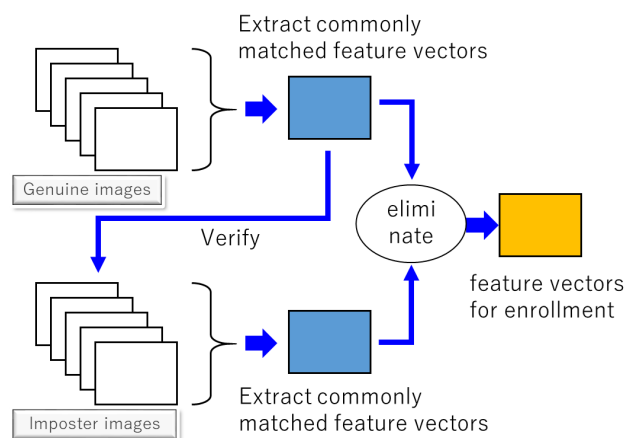 Extract commonly
matched feature vectors
Genuine images
elimi
nate
Verify
feature vectors
for enrollment
Extract commonly
matched feature vectors
Imposter images